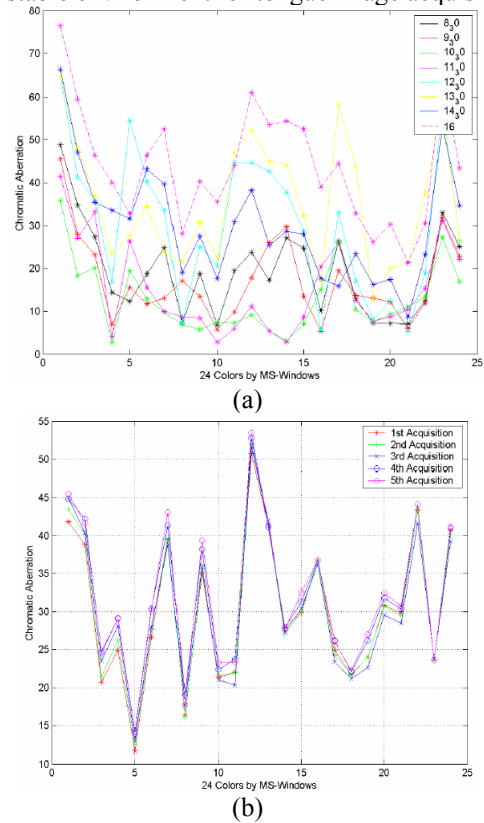 80
Chromatic Aberration
70
60
50
40
30
20
10
0
8₃0
9₃0
10₃0
11₃0
12₃0
13₃0
14₃0
16
0 5 10 15 20 25
24 Colors by MS-Windows
(a)
55
Chromatic Aberration
50
45
40
35
30
25
20
15
10
1st Acquisition
2nd Acquisition
3rd Acquisition
4th Acquisition
5th Acquisition
0 5 10 15 20 25
24 Colors by MS-Windows
(b)